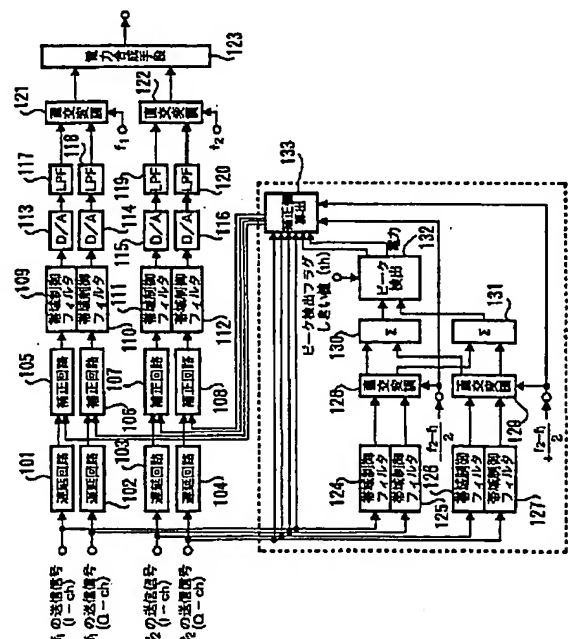 f₁の送信信号
(I−ch)
f₁の送信信号
(Q−ch)
f₂の送信信号
(I−ch)
f₂の送信信号
(Q−ch)
101
遅延回路
遅延回路
102
103
遅延回路
遅延回路
104
105
補正回路
補正回路
106
107
補正回路
補正回路
108
109
帯域制御
フィルタ
帯域制御
フィルタ
110
111
帯域制御
フィルタ
帯域制御
フィルタ
112
113
D/A
D/A
114
115
D/A
D/A
116
117
LPF
118
LPF
119
LPF
LPF
120
121
直交変調
f₁
122
直交変調
f₂
電力合成手段
123
124
帯域制御
フィルタ
帯域制御
フィルタ
126
125
帯域制御
フィルタ
帯域制御
フィルタ
127
128
直交変調
f₂−f₁
2
直交変調
129
f₂−f₁
2
130
Σ
Σ
131
ピーク検出フラグ
しきい値 (th)
ピーク
検出
132
電力
133
補正値
算出